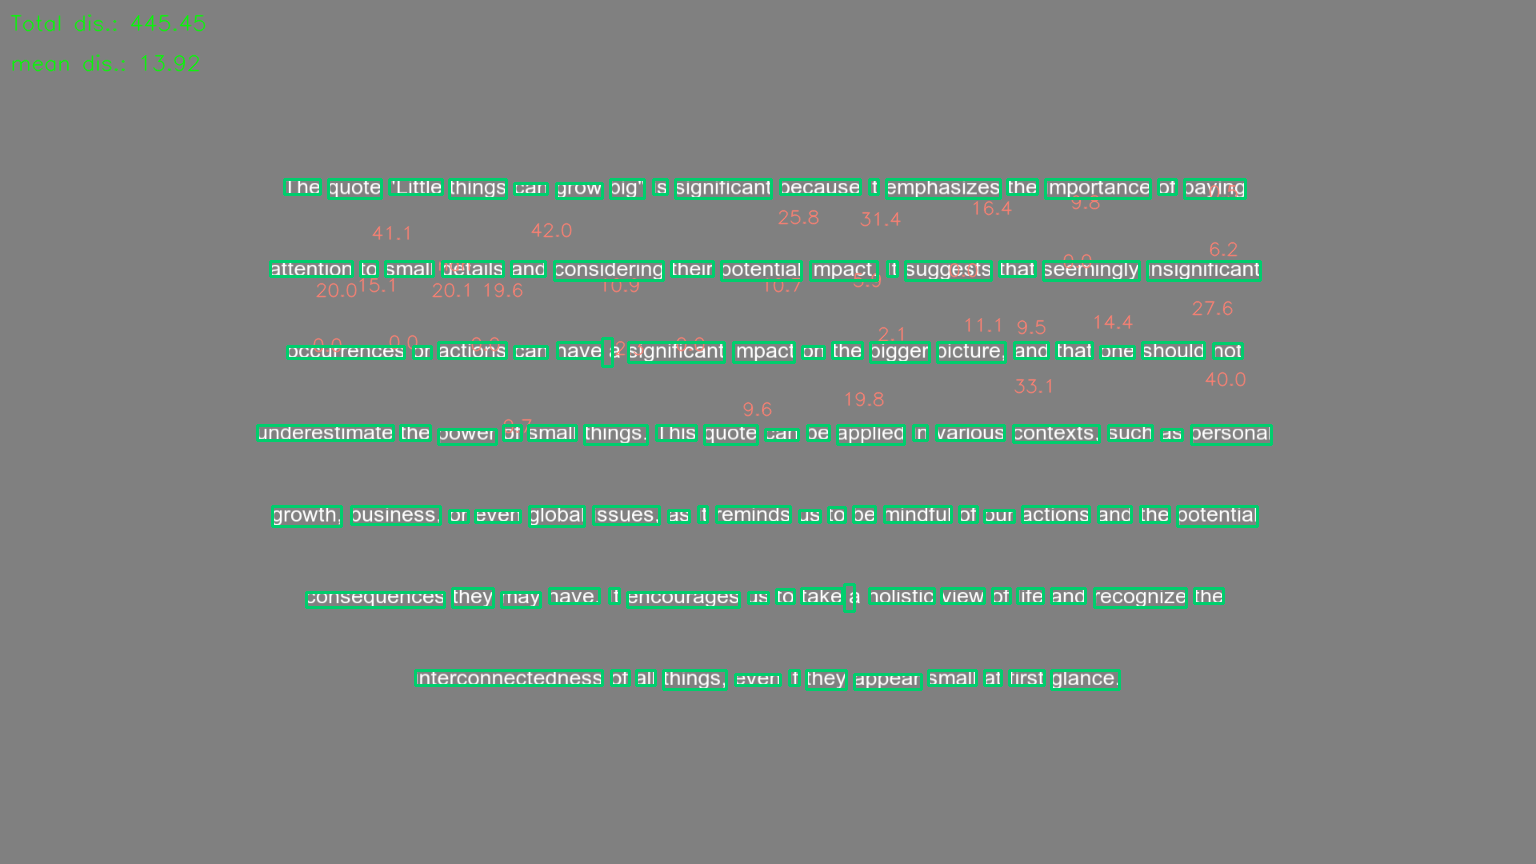 Total dis.: 445.45
mean dis.: 13.92
The quote "Little things can grow big" is significant because it emphasizes the importance of paying
41.1 42.0 25.8 31.4 16.4 9.8
attention to small details and considering their potential impact. It suggests that seemingly insignificant
6.2
20.0 15.1 20.1 19.6 10.9 10.7 5.9 0.0
27.6
11.1 9.5 14.4
2.1
0.0 0.0
occurrences or actions can have a significant impact on the bigger picture, and that one should not
33.1 40.0
9.6 19.8
underestimate the power of small things. This quote can be applied in various contexts, such as personal
growth, business, or even global issues, as it reminds us to be mindful of our actions and the potential
consequences they may have. It encourages us to take a holistic view of life and recognize the
interconnectedness of all things, even if they appear small at first glance.